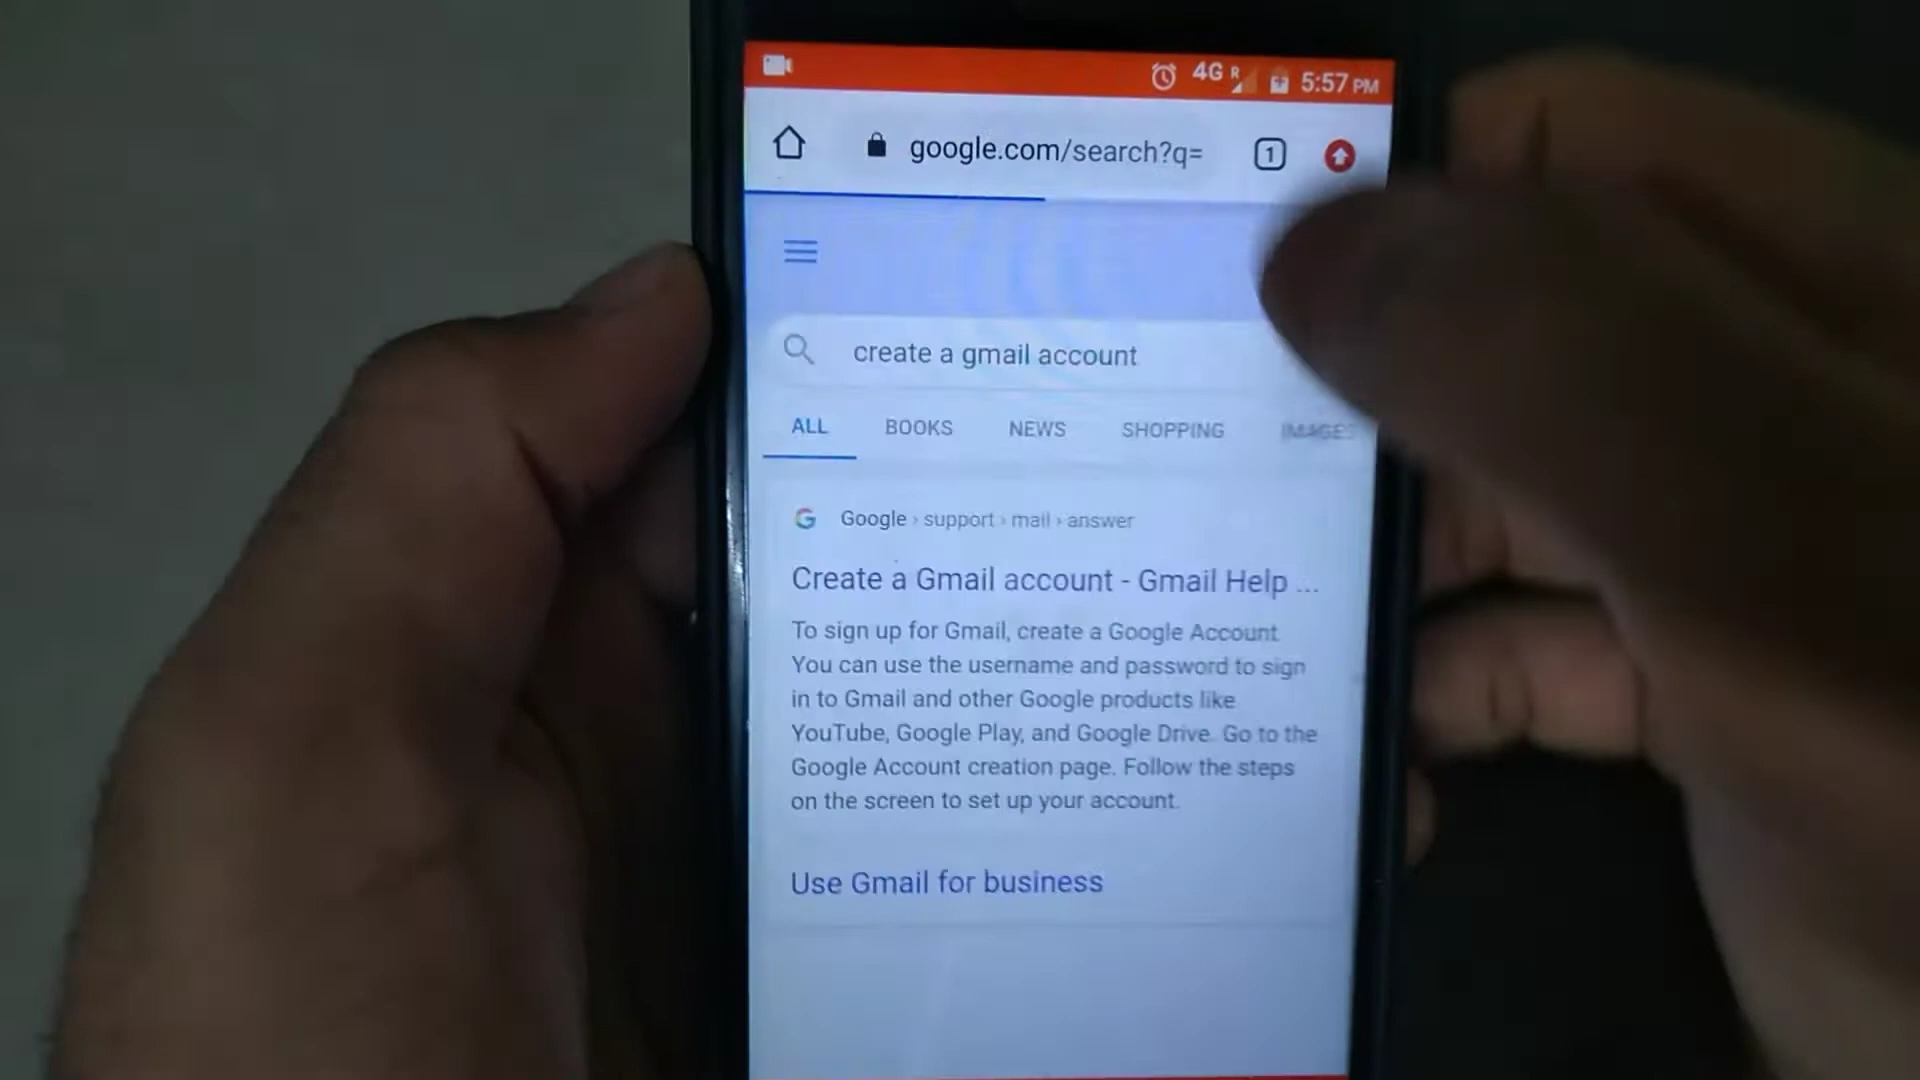 4G R 5:57 PM
google.com/search?q= 1
create a gmail account
ALL BOOKS NEWS SHOPPING IMAGES
Google › support › mail › answer
Create a Gmail account - Gmail Help ...
To sign up for Gmail, create a Google Account.
You can use the username and password to sign
in to Gmail and other Google products like
YouTube, Google Play, and Google Drive. Go to the
Google Account creation page. Follow the steps
on the screen to set up your account.
Use Gmail for business